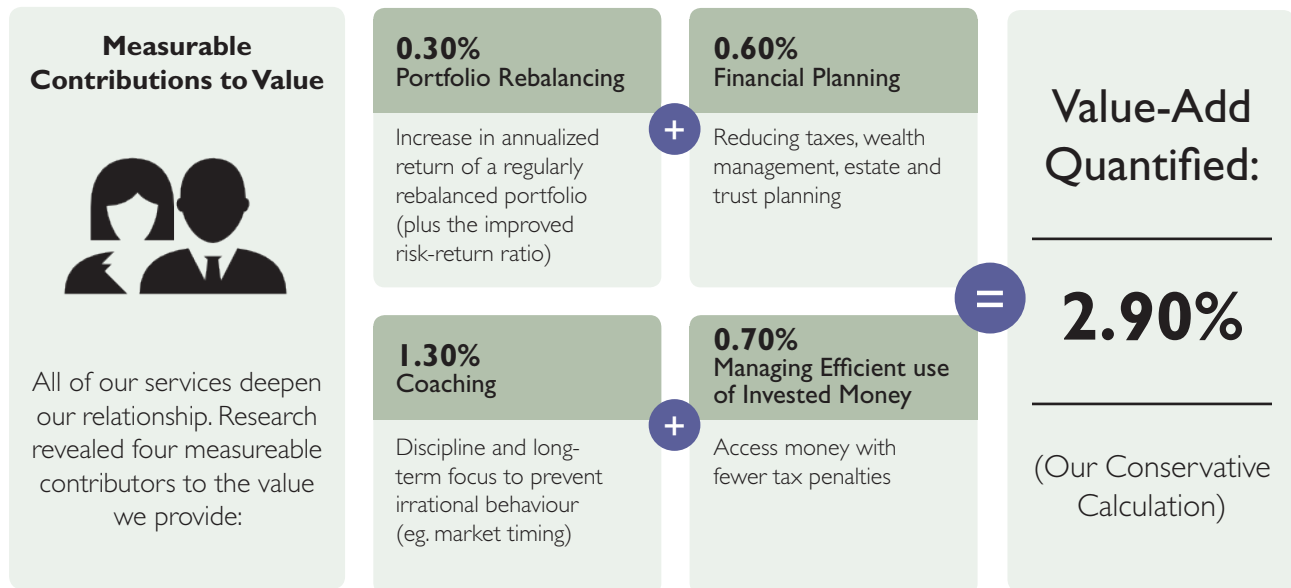 Measurable
Contributions to Value
All of our services deepen
our relationship. Research
revealed four measureable
contributors to the value
we provide:
0.30%
Portfolio Rebalancing
Increase in annualized
return of a regularly
rebalanced portfolio
(plus the improved
risk-return ratio)
+
0.60%
Financial Planning
Reducing taxes, wealth
management, estate and
trust planning
1.30%
Coaching
Discipline and long-
term focus to prevent
irrational behaviour
(eg. market timing)
+
0.70%
Managing Efficient use
of Invested Money
Access money with
fewer tax penalties
=
Value-Add
Quantified:
2.90%
(Our Conservative
Calculation)